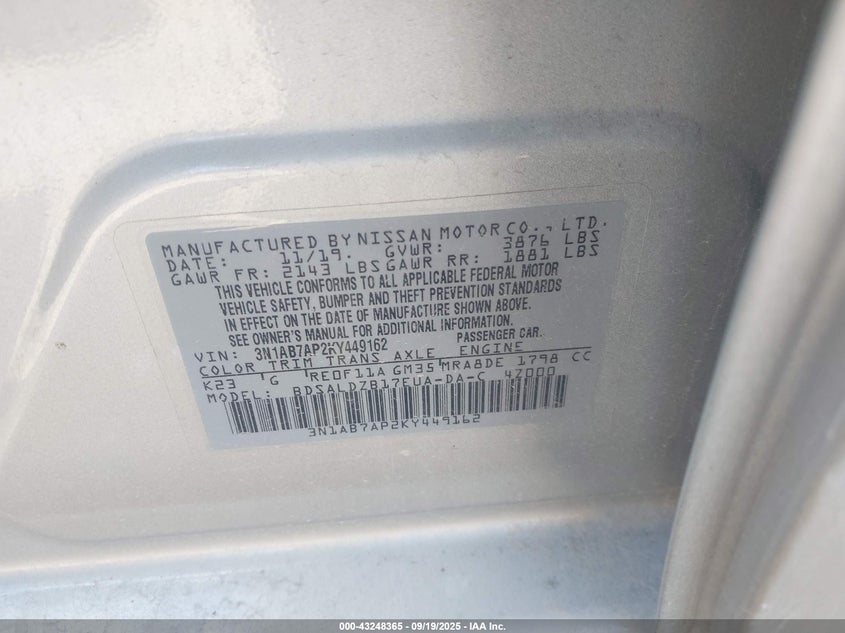 MANUFACTURED BY NISSAN MOTOR CO., LTD.
DATE: 11/19. GVWR: 3876 LBS
GAWR FR: 2143 LBS GAWR RR: 1881 LBS
THIS VEHICLE CONFORMS TO ALL APPLICABLE FEDERAL MOTOR
VEHICLE SAFETY, BUMPER AND THEFT PREVENTION STANDARDS
IN EFFECT ON THE DATE OF MANUFACTURE SHOWN ABOVE.
SEE OWNER'S MANUAL FOR ADDITIONAL INFORMATION.
VIN: 3N1AB7AP2KY449162 PASSENGER CAR.
COLOR TRIM TRANS AXLE ENGINE
K23 G RE0F11A GM35 MRA8DE 1798 CC
MODEL: BDSALDZB17EUA-DA-C 47000
3N1AB7AP2KY449162
000-43248365 - 09/19/2025 - IAA Inc.